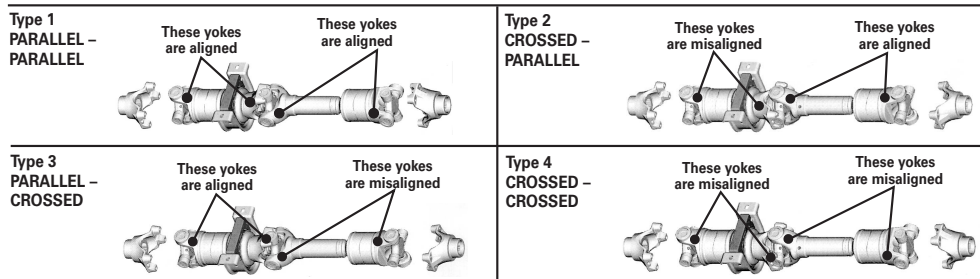 Type 1
PARALLEL –
PARALLEL
These yokes
are aligned
These yokes
are aligned
Type 2
CROSSED –
PARALLEL
These yokes
are misaligned
These yokes
are aligned
Type 3
PARALLEL –
CROSSED
These yokes
are aligned
These yokes
are misaligned
Type 4
CROSSED –
CROSSED
These yokes
are misaligned
These yokes
are misaligned